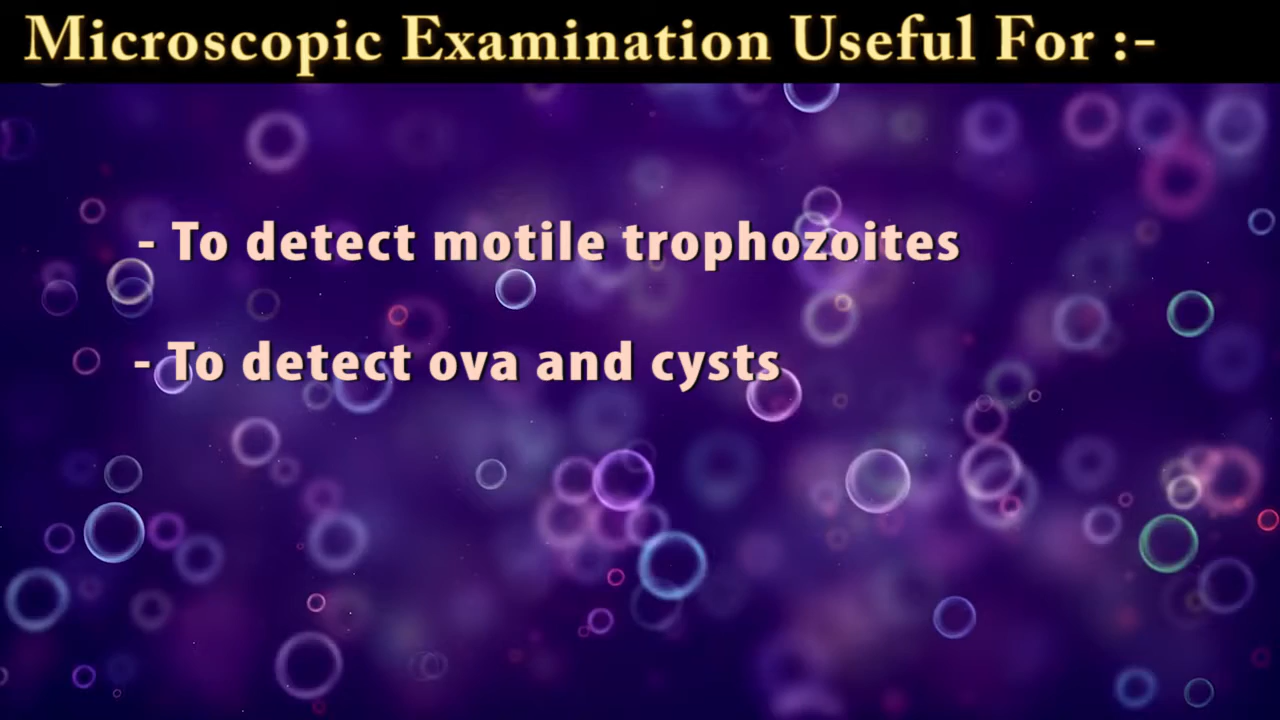 Microscopic Examination Useful For :-
- To detect motile trophozoites
- To detect ova and cysts